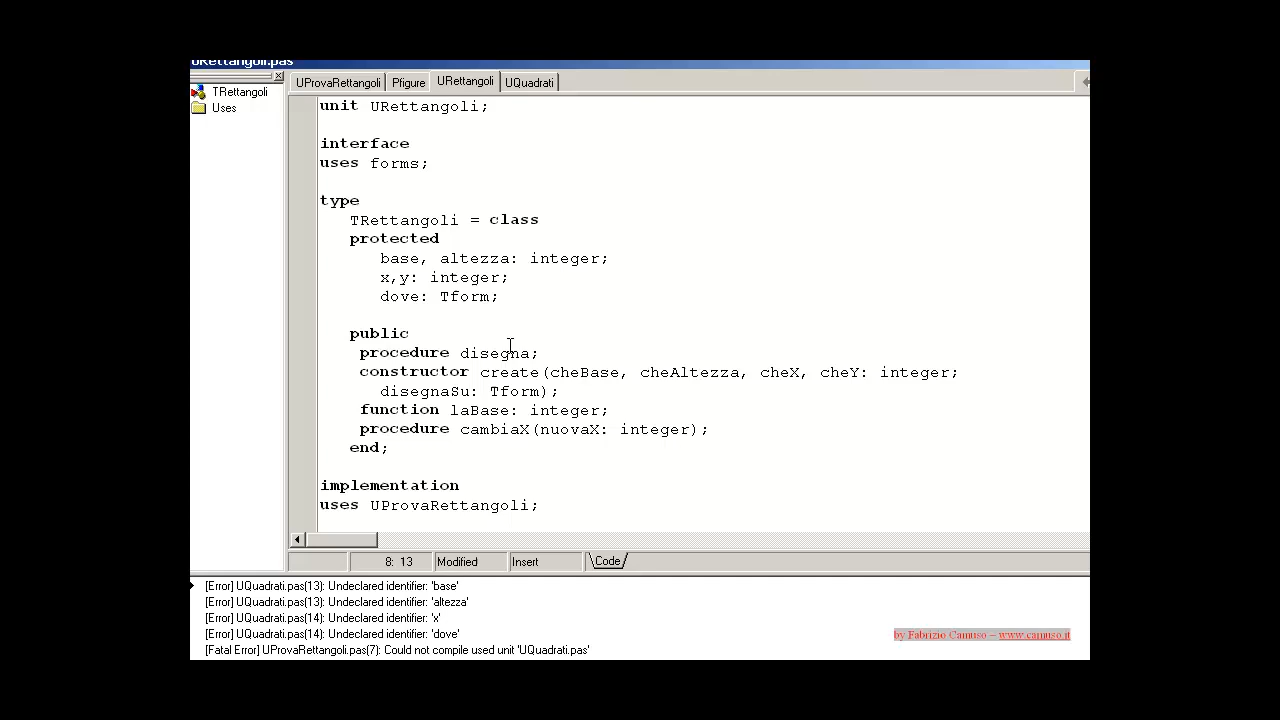 URettangoli.pas
UProvaRettangoli Pfigure URettangoli UQuadrati
TRettangoli
Uses
unit URettangoli;
interface
uses forms;
type
TRettangoli = class
protected
base, altezza: integer;
x,y: integer;
dove: Tform;
public
procedure disegna;
constructor create(cheBase, cheAltezza, cheX, cheY: integer;
disegnaSu: Tform);
function laBase: integer;
procedure cambiaX(nuovaX: integer);
end;
implementation
uses UProvaRettangoli;
8: 13 Modified Insert Code
[Error] UQuadrati.pas(13): Undeclared identifier: 'base'
[Error] UQuadrati.pas(13): Undeclared identifier: 'altezza'
[Error] UQuadrati.pas(14): Undeclared identifier: 'x'
[Error] UQuadrati.pas(14): Undeclared identifier: 'dove'
[Fatal Error] UProvaRettangoli.pas(7): Could not compile used unit 'UQuadrati.pas'
by Fabrizio Camuso – www.camuso.it